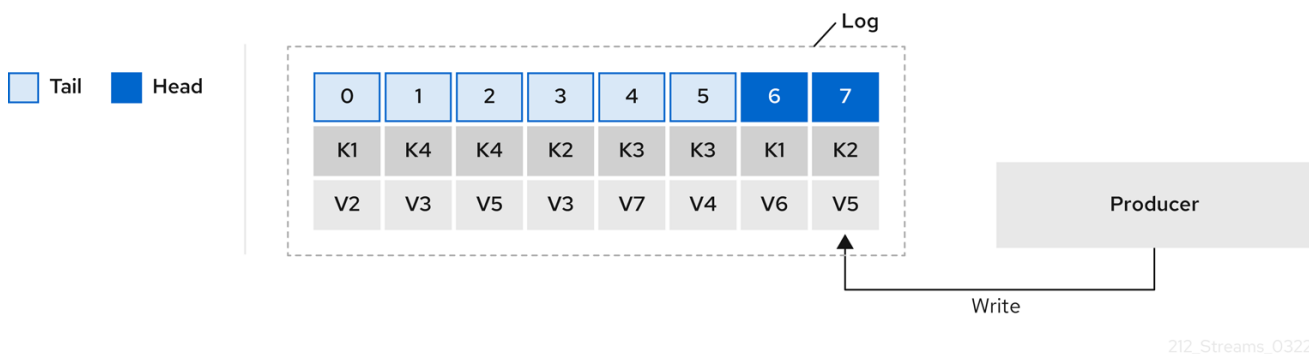 Log
Tail Head
0 1 2 3 4 5 6 7
K1 K4 K4 K2 K3 K3 K1 K2
V2 V3 V5 V3 V7 V4 V6 V5
Producer
Write
212_Streams_0322